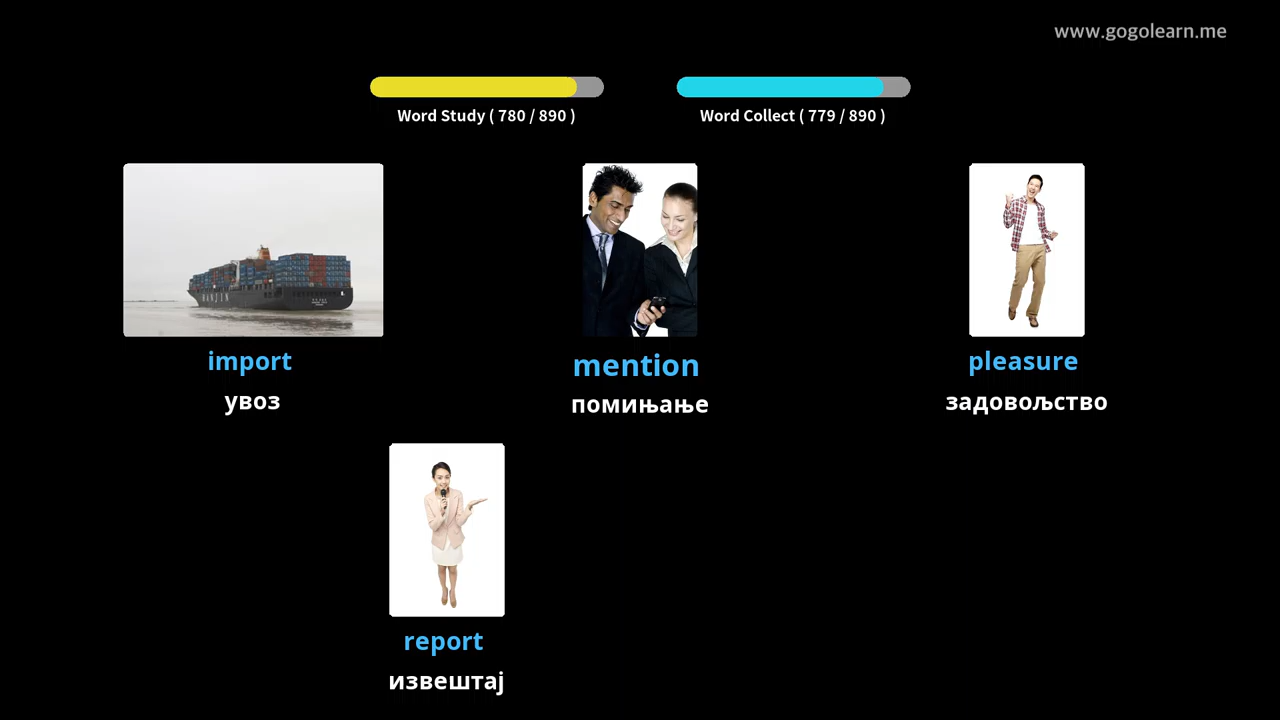 www.gogolearn.me
Word Study ( 780 / 890 )
Word Collect ( 779 / 890 )
import
увоз
mention
помињање
pleasure
задовољство
report
извештај